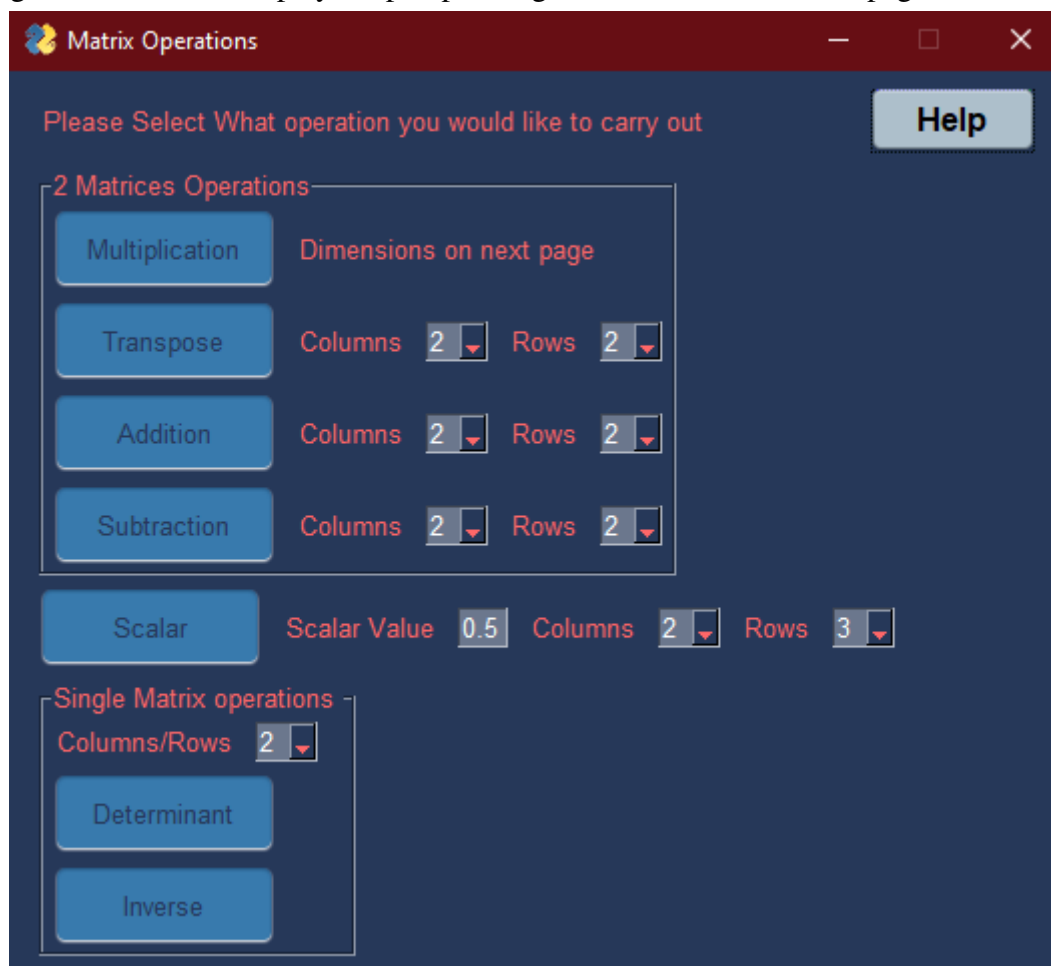 Matrix Operations
Please Select What operation you would like to carry out
Help
2 Matrices Operations
Multiplication Dimensions on next page
Transpose Columns 2 Rows 2
Addition Columns 2 Rows 2
Subtraction Columns 2 Rows 2
Scalar Scalar Value 0.5 Columns 2 Rows 3
Single Matrix operations
Columns/Rows 2
Determinant
Inverse